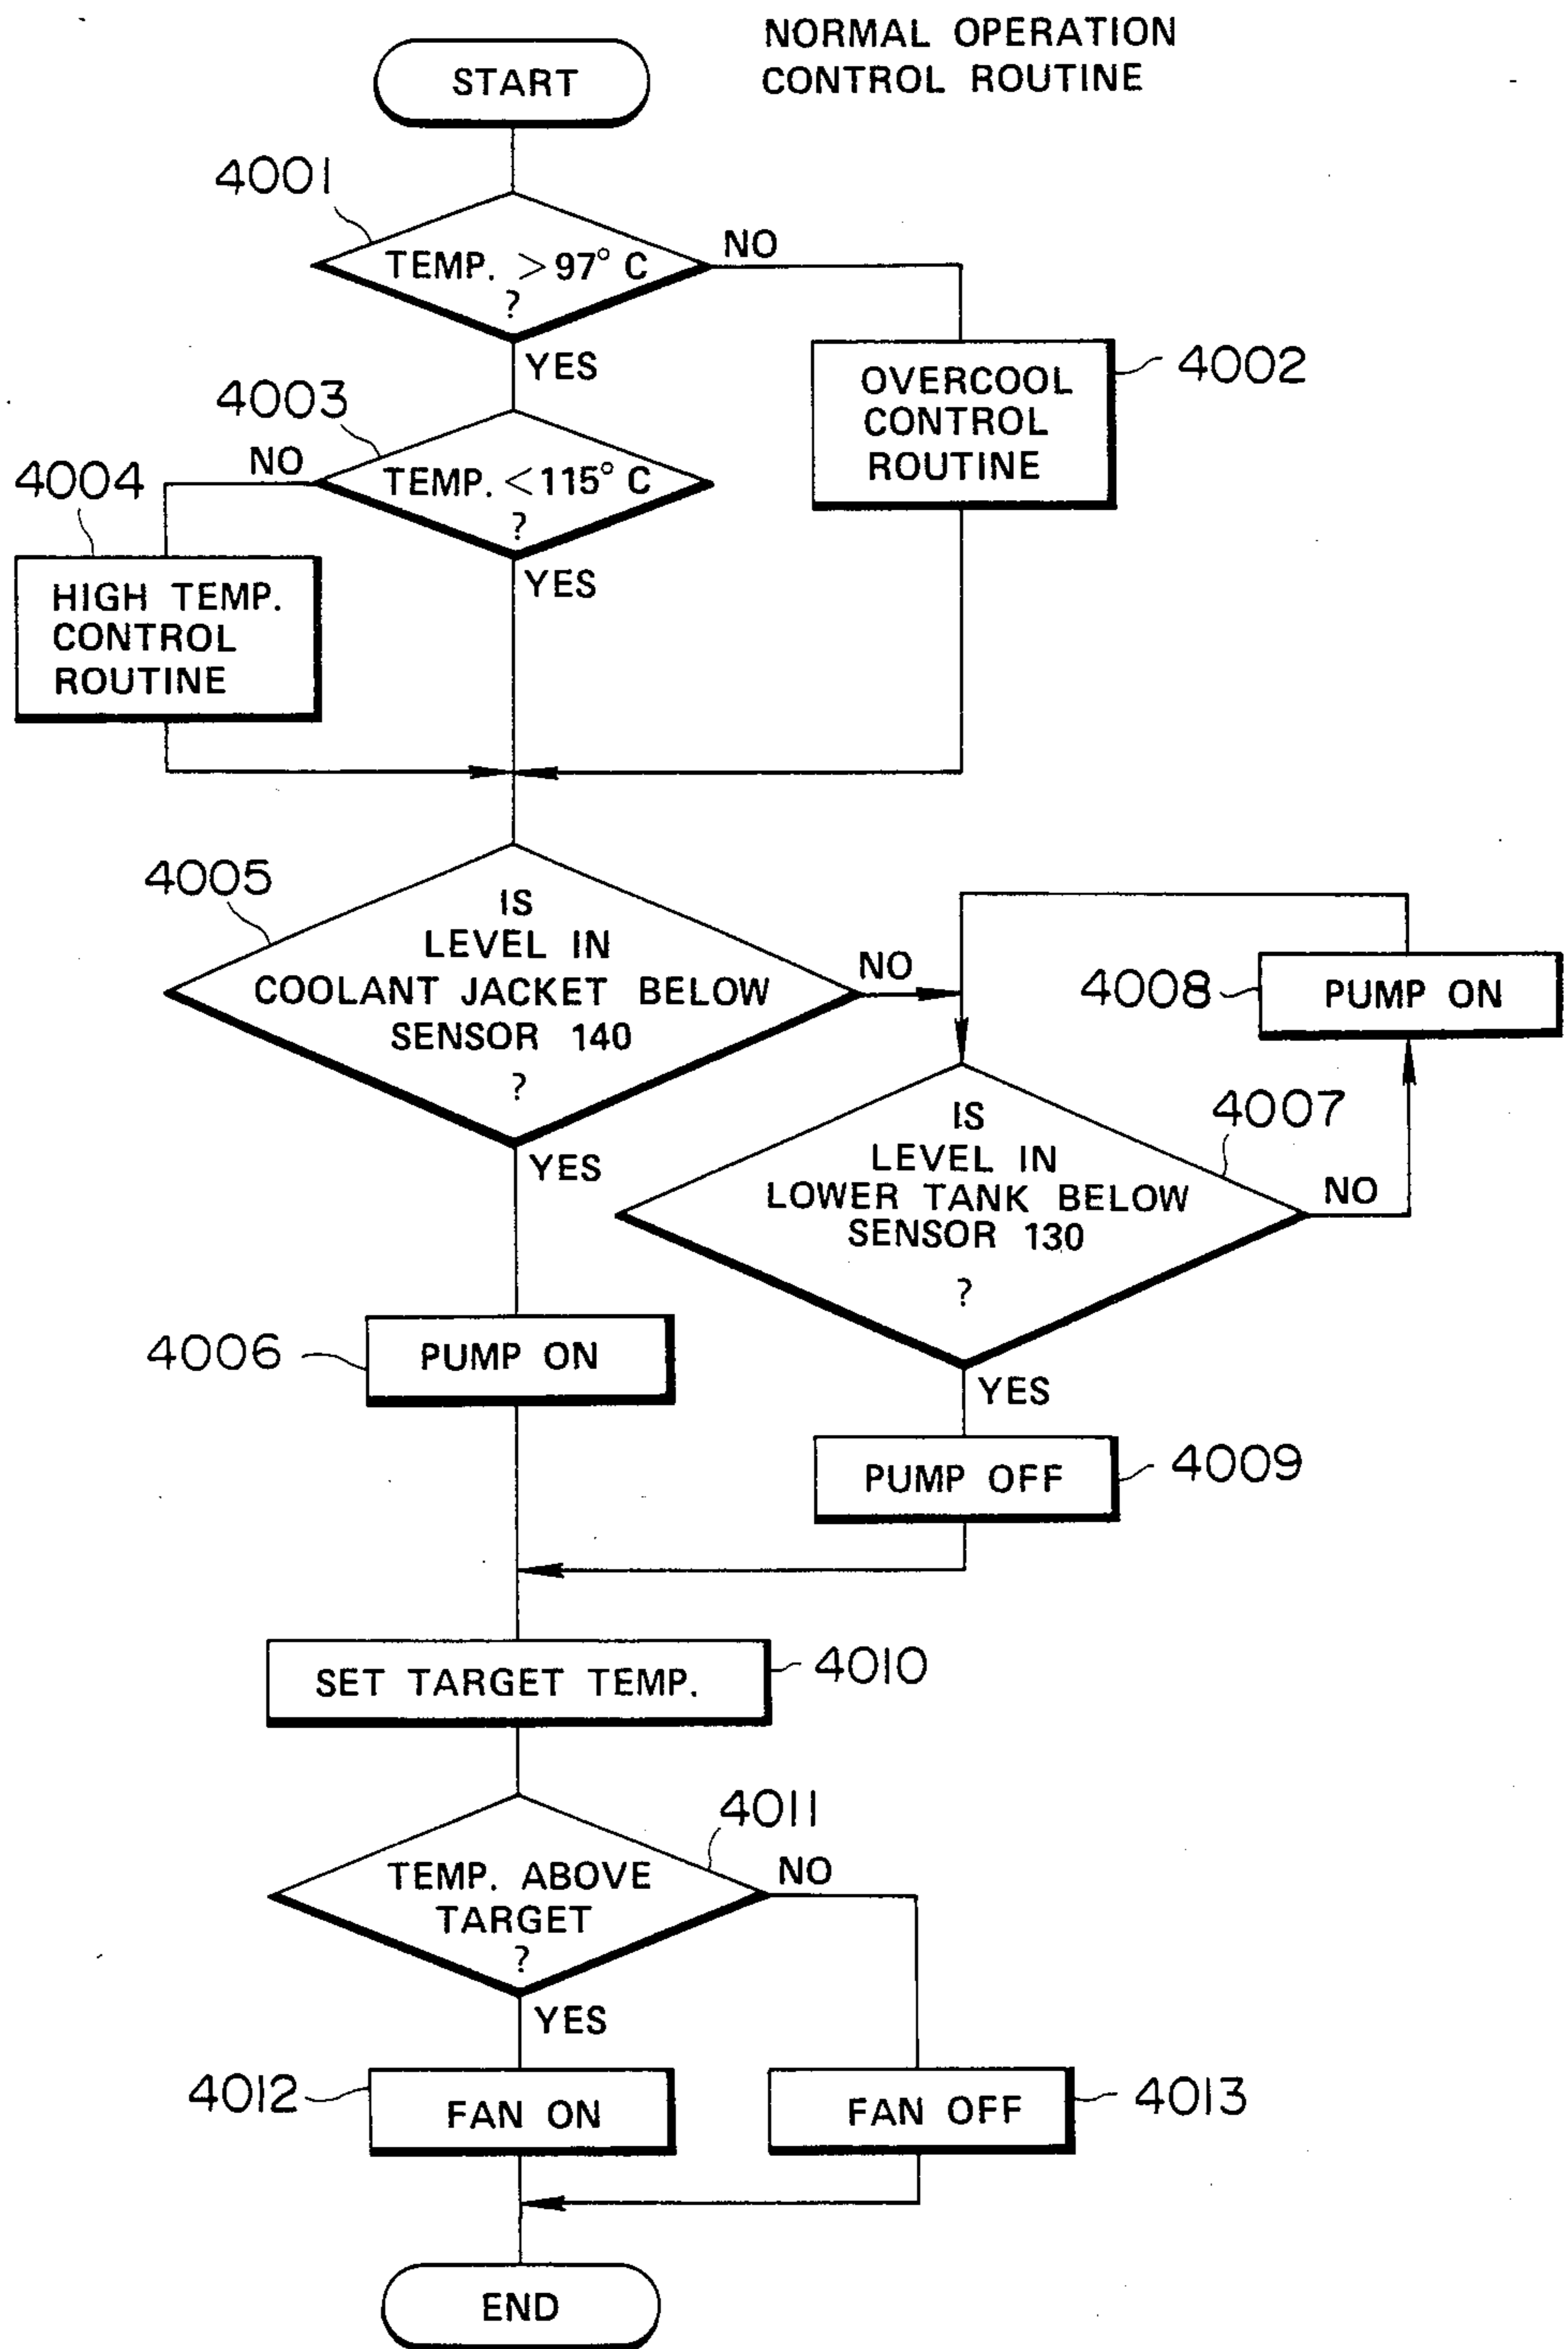 NORMAL OPERATION
CONTROL ROUTINE
START
4001
TEMP. > 97° C
?
NO
YES
4002
OVERCOOL
CONTROL
ROUTINE
4003
TEMP. < 115° C
?
NO
YES
4004
HIGH TEMP.
CONTROL
ROUTINE
4005
IS
LEVEL IN
COOLANT JACKET BELOW
SENSOR 140
?
NO
YES
4008
PUMP ON
4007
IS
LEVEL IN
LOWER TANK BELOW
SENSOR 130
?
NO
YES
4006
PUMP ON
PUMP OFF
4009
SET TARGET TEMP.
4010
4011
TEMP. ABOVE
TARGET
?
NO
YES
4012
FAN ON
FAN OFF
4013
END